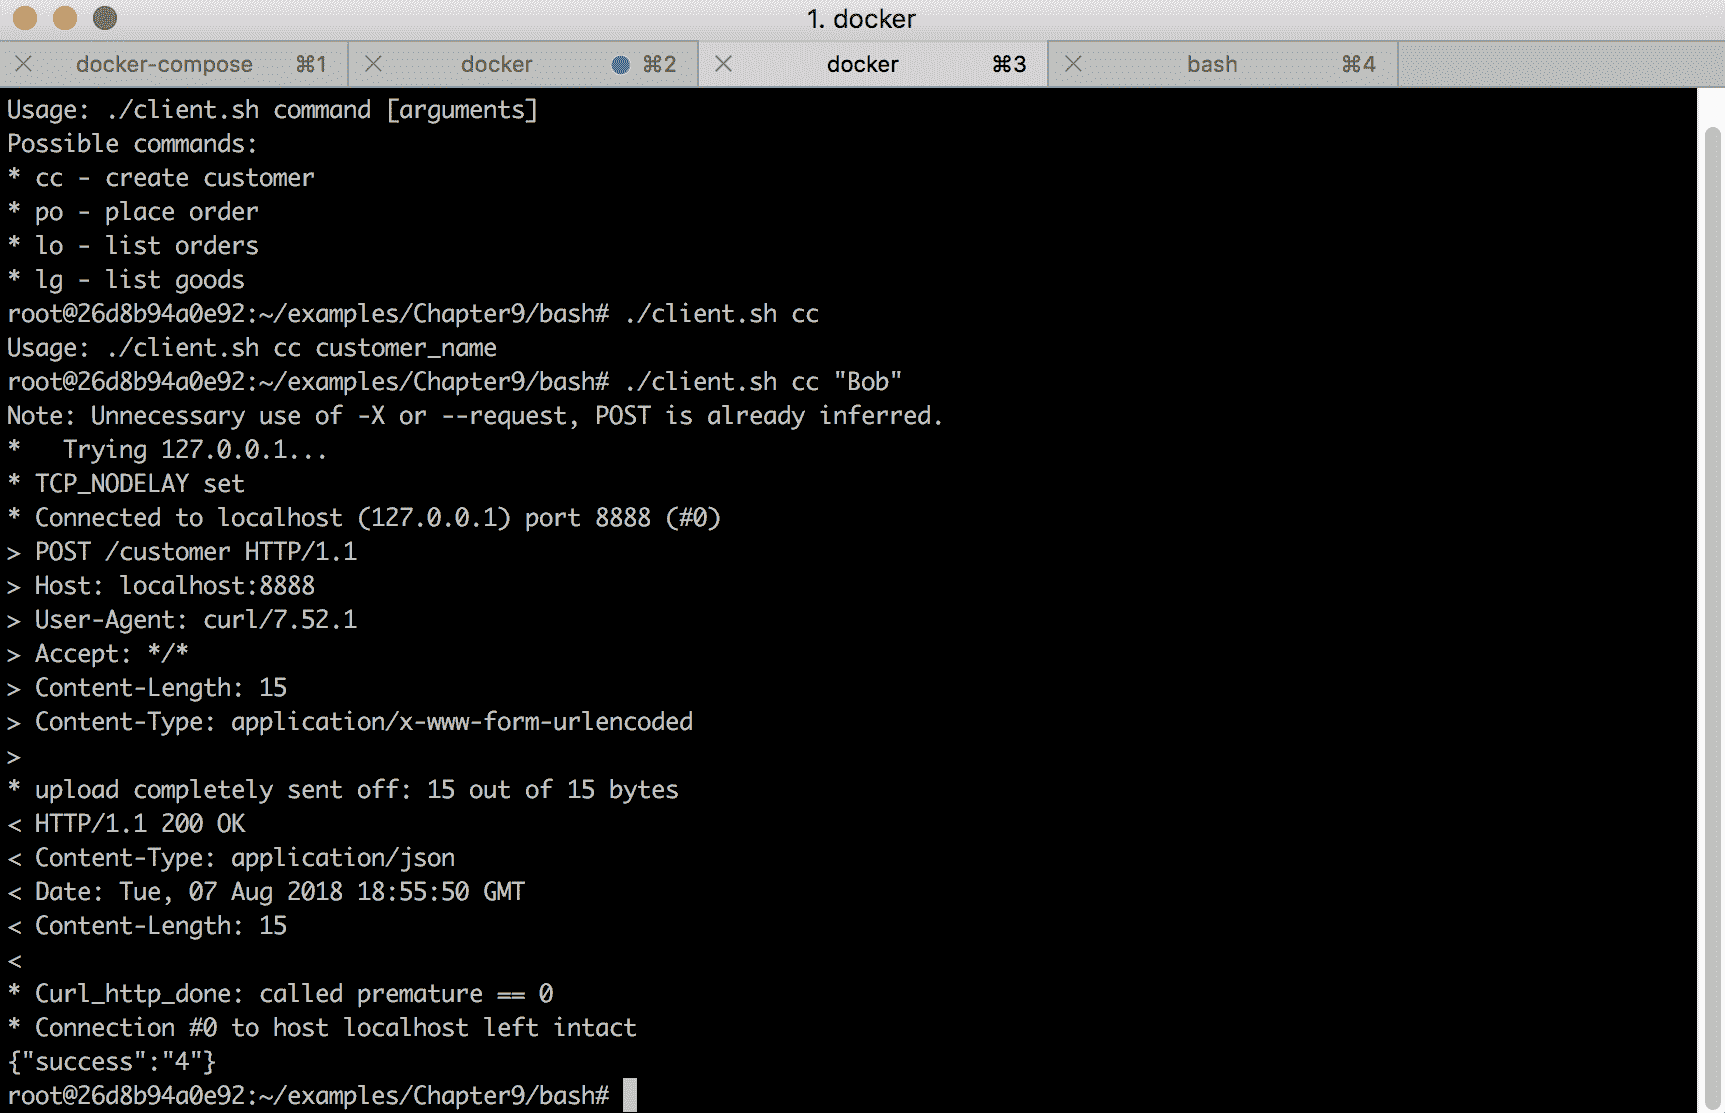 1. docker
docker-compose ⌘1 docker ⌘2 docker ⌘3 bash ⌘4
Usage: ./client.sh command [arguments]
Possible commands:
* cc - create customer
* po - place order
* lo - list orders
* lg - list goods
root@26d8b94a0e92:~/examples/Chapter9/bash# ./client.sh cc
Usage: ./client.sh cc customer_name
root@26d8b94a0e92:~/examples/Chapter9/bash# ./client.sh cc "Bob"
Note: Unnecessary use of -X or --request, POST is already inferred.
*   Trying 127.0.0.1...
* TCP_NODELAY set
* Connected to localhost (127.0.0.1) port 8888 (#0)
> POST /customer HTTP/1.1
> Host: localhost:8888
> User-Agent: curl/7.52.1
> Accept: */*
> Content-Length: 15
> Content-Type: application/x-www-form-urlencoded
>
* upload completely sent off: 15 out of 15 bytes
< HTTP/1.1 200 OK
< Content-Type: application/json
< Date: Tue, 07 Aug 2018 18:55:50 GMT
< Content-Length: 15
<
* Curl_http_done: called premature == 0
* Connection #0 to host localhost left intact
{"success":"4"}
root@26d8b94a0e92:~/examples/Chapter9/bash#